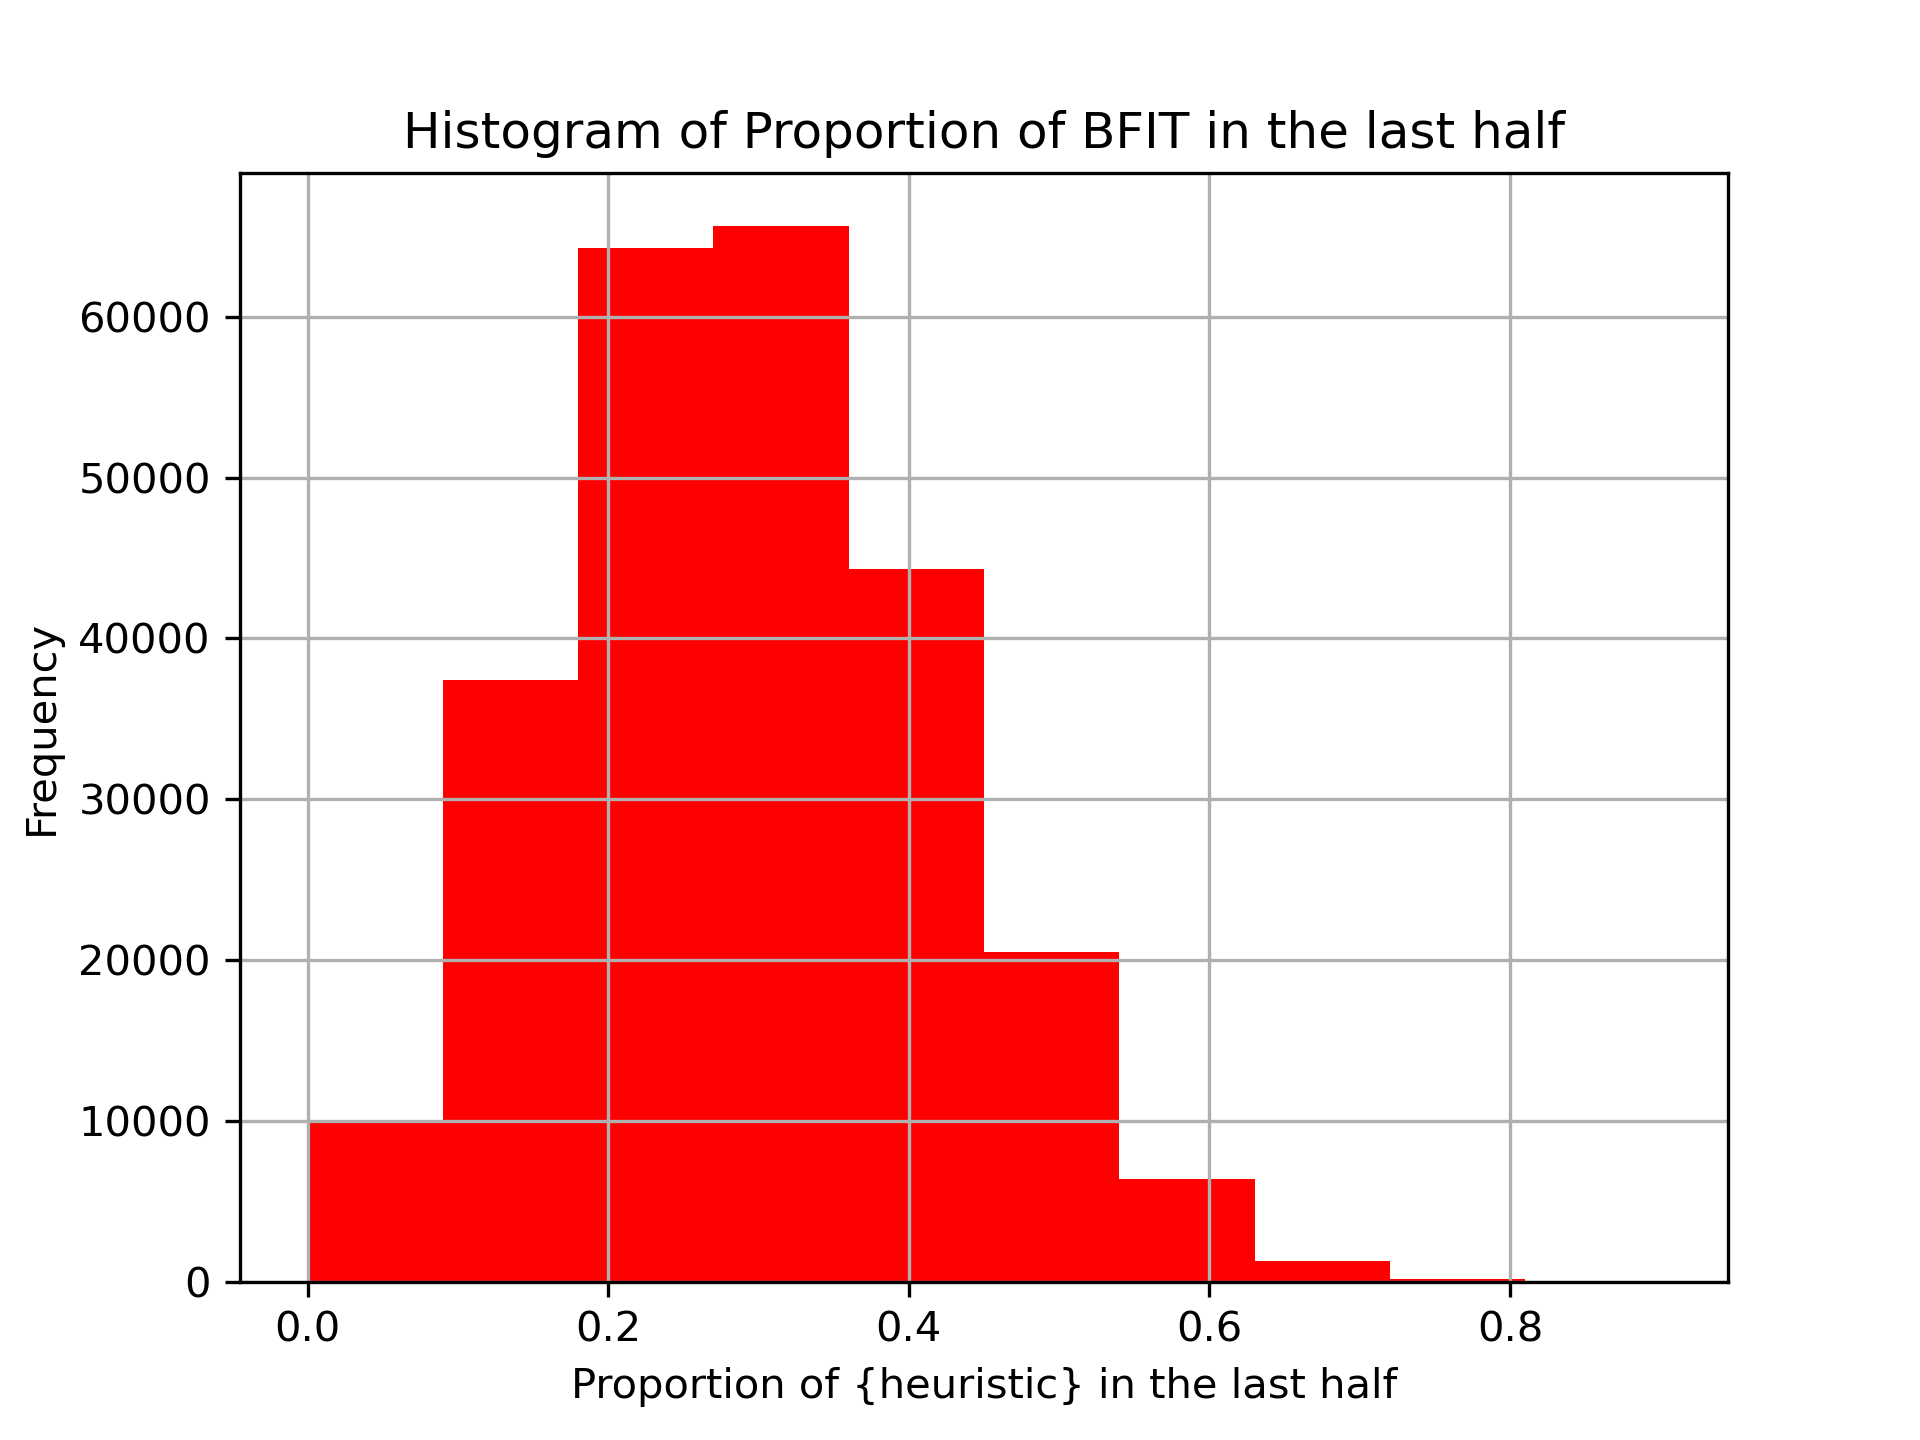 Histogram of Proportion of BFIT in the last half
Frequency
60000
50000
40000
30000
20000
10000
0
0.0 0.2 0.4 0.6 0.8
Proportion of {heuristic} in the last half